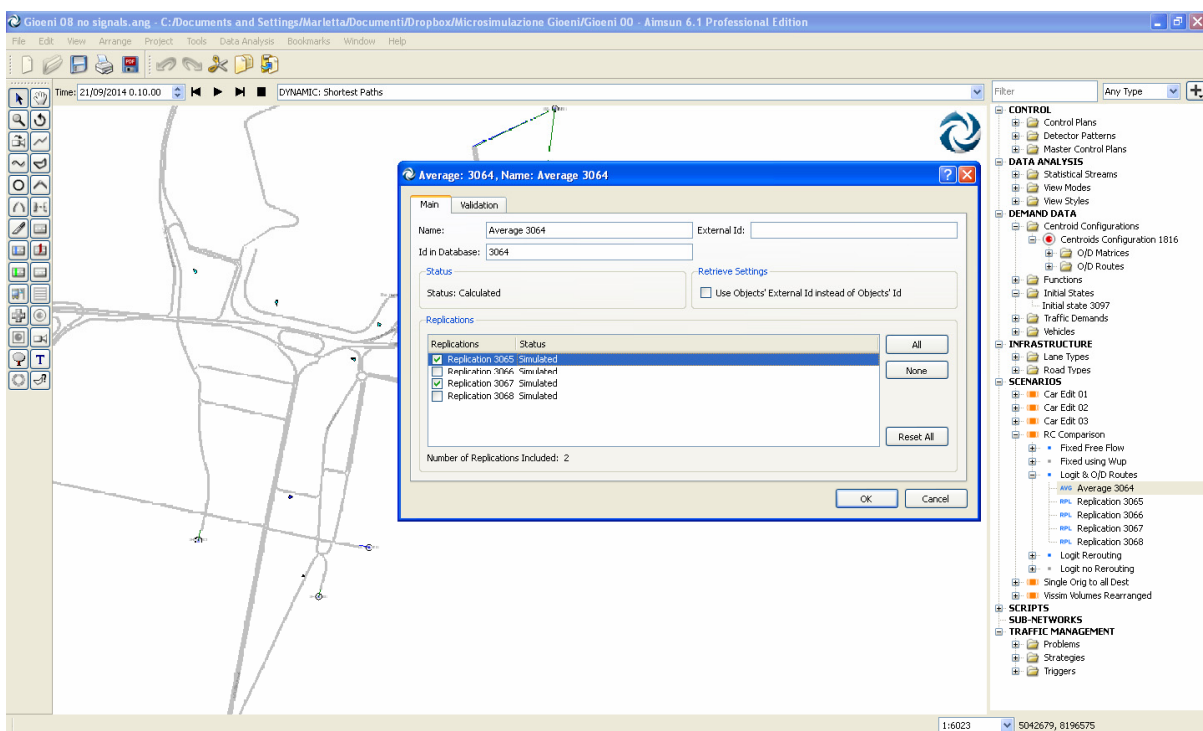 Gioeni 08 no signals.ang - C:/Documents and Settings/Marletta/Documenti/Dropbox/Microsimulazione Gioeni/Gioeni 00 - Aimsun 6.1 Professional Edition
File Edit View Arrange Project Tools Data Analysis Bookmarks Window Help
Time: 21/09/2014 0.10.00 DYNAMIC: Shortest Paths
Filter Any Type
CONTROL
Control Plans
Detector Patterns
Master Control Plans
DATA ANALYSIS
Statistical Streams
View Modes
View Styles
DEMAND DATA
Centroid Configurations
Centroids Configuration 1816
O/D Matrices
O/D Routes
Functions
Initial States
Initial state 3097
Traffic Demands
Vehicles
INFRASTRUCTURE
Lane Types
Road Types
SCENARIOS
Car Edit 01
Car Edit 02
Car Edit 03
RC Comparison
Fixed Free Flow
Fixed using Wup
Logit & O/D Routes
AVG Average 3064
RPL Replication 3065
RPL Replication 3066
RPL Replication 3067
RPL Replication 3068
Logit Rerouting
Logit no Rerouting
Single Orig to all Dest
Vissim Volumes Rearranged
SCRIPTS
SUB-NETWORKS
TRAFFIC MANAGEMENT
Problems
Strategies
Triggers
Average: 3064, Name: Average 3064
Main Validation
Name: Average 3064 External Id:
Id in Database: 3064
Status
Status: Calculated
Retrieve Settings
Use Objects' External Id instead of Objects' Id
Replications
Replications Status
Replication 3065 Simulated
Replication 3066 Simulated
Replication 3067 Simulated
Replication 3068 Simulated
All
None
Reset All
Number of Replications Included: 2
OK Cancel
1:6023 5042679, 8196575